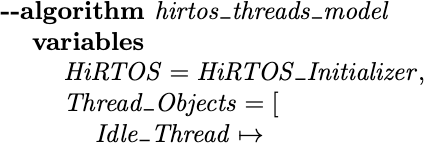 --algorithm hirtos_threads_model
variables
HiRTOS = HiRTOS_Initializer,
Thread_Objects = [
Idle_Thread ↦